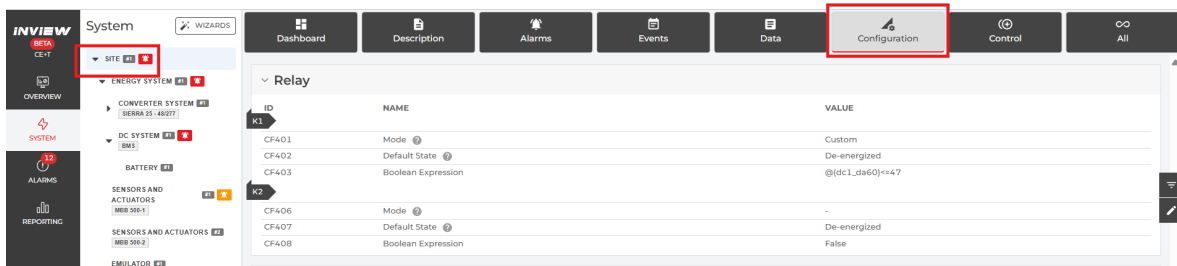 INVIEW
BETA
CE+T
OVERVIEW
SYSTEM
12
ALARMS
REPORTING
System
WIZARDS
SITE #1
ENERGY SYSTEM #1
CONVERTER SYSTEM #1
SIERRA 25 - 48/277
DC SYSTEM #1
BMS
BATTERY #1
SENSORS AND
ACTUATORS #1
MBB 500-1
SENSORS AND ACTUATORS #2
MBB 500-2
EMULATOR #1
Dashboard
Description
Alarms
Events
Data
Configuration
Control
All
Relay
ID NAME VALUE
K1
CF401 Mode ? Custom
CF402 Default State ? De-energized
CF403 Boolean Expression @(dc1_da60)<=47
K2
CF406 Mode ? -
CF407 Default State ? De-energized
CF408 Boolean Expression False